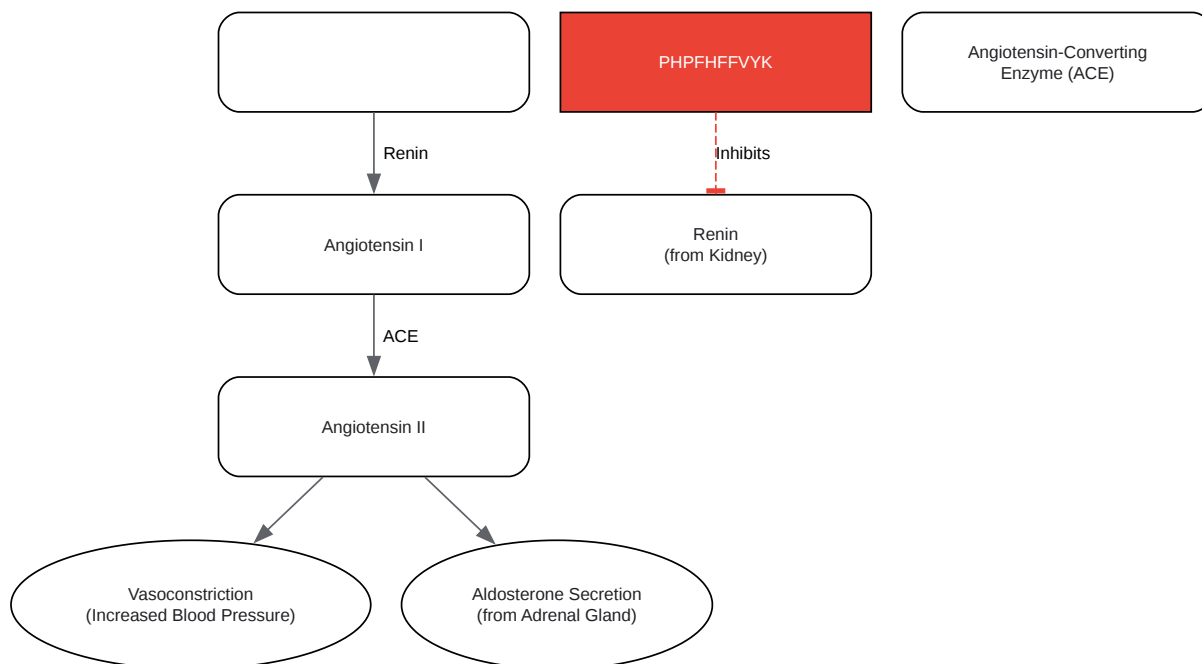 PHPFHFFVYK
Angiotensin-Converting
Enzyme (ACE)
Renin
Inhibits
Angiotensin I
Renin
(from Kidney)
ACE
Angiotensin II
Vasoconstriction
(Increased Blood Pressure)
Aldosterone Secretion
(from Adrenal Gland)